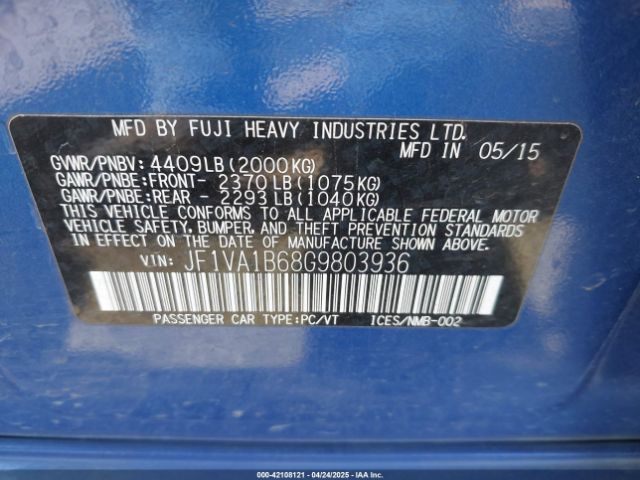 MFD BY FUJI HEAVY INDUSTRIES LTD.
MFD IN 05/15
GVWR/PNBV: 4409LB(2000KG)
GAWR/PNBE:FRONT- 2370LB(1075KG)
GAWR/PNBE:REAR - 2293LB(1040KG)
THIS VEHICLE CONFORMS TO ALL APPLICABLE FEDERAL MOTOR
VEHICLE SAFETY, BUMPER, AND THEFT PREVENTION STANDARDS
IN EFFECT ON THE DATE OF MANUFACTURE SHOWN ABOVE.
VIN: JF1VA1B68G9803936
PASSENGER CAR TYPE:PC/VT ICES/NMB-002
000-42108121 - 04/24/2025 - IAA Inc.